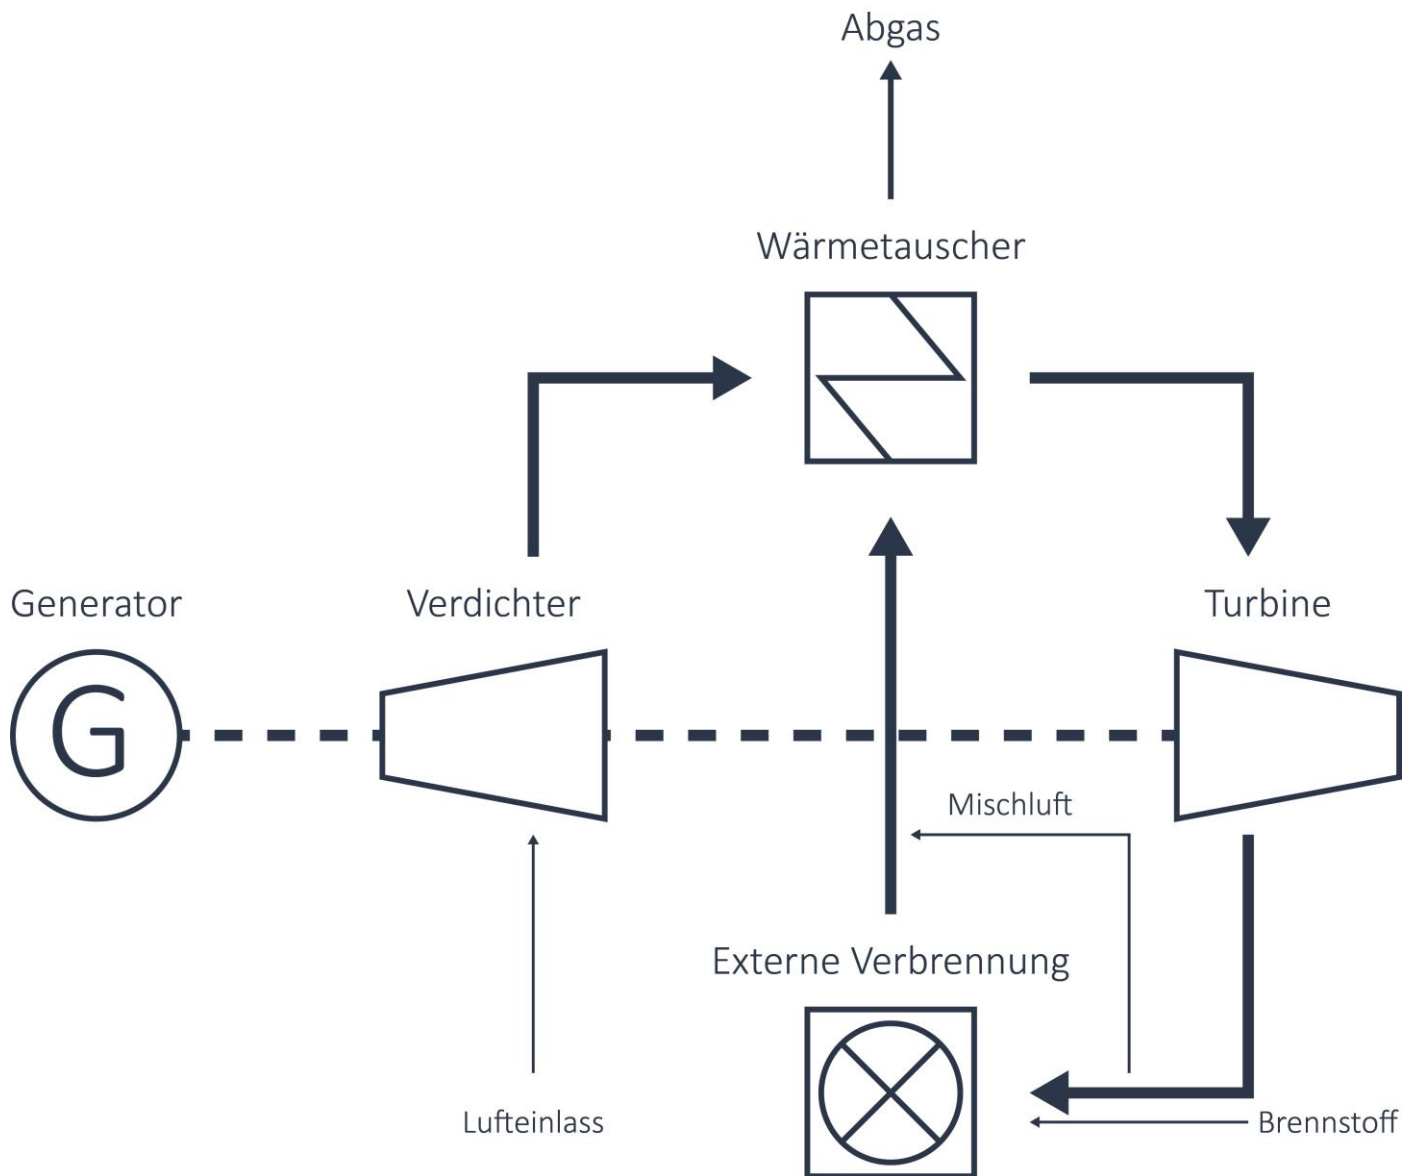 Abgas
Wärmetauscher
Generator
Verdichter
Turbine
G
Mischluft
Externe Verbrennung
Lufteinlass
Brennstoff